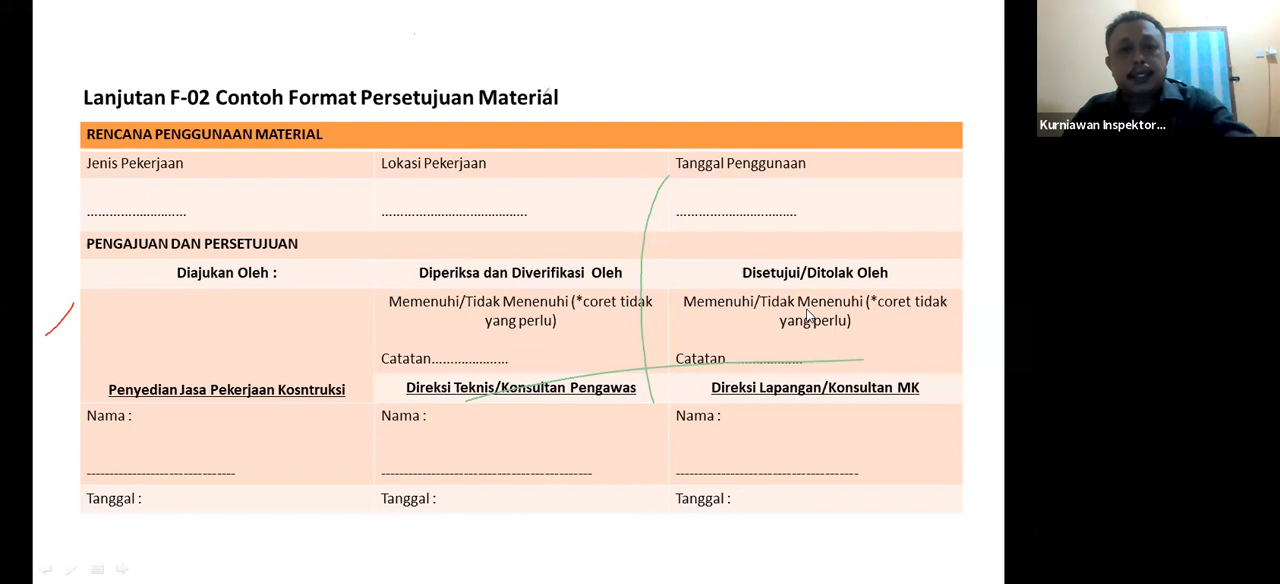 Lanjutan F-02 Contoh Format Persetujuan Material
RENCANA PENGGUNAAN MATERIAL
Jenis Pekerjaan
Lokasi Pekerjaan
Tanggal Penggunaan
...........................
.......................................
................................
PENGAJUAN DAN PERSETUJUAN
Diajukan Oleh :
Diperiksa dan Diverifikasi Oleh
Disetujui/Ditolak Oleh
Memenuhi/Tidak Menenuhi (*coret tidak
yang perlu)
Memenuhi/Tidak Menenuhi (*coret tidak
yang perlu)
Catatan.....................
Catatan.....................
Penyedian Jasa Pekerjaan Kosntruksi
Direksi Teknis/Konsultan Pengawas
Direksi Lapangan/Konsultan MK
Nama :
Nama :
Nama :
---------------------------------
---------------------------------------------
---------------------------------------
Tanggal :
Tanggal :
Tanggal :
Kurniawan Inspektor...